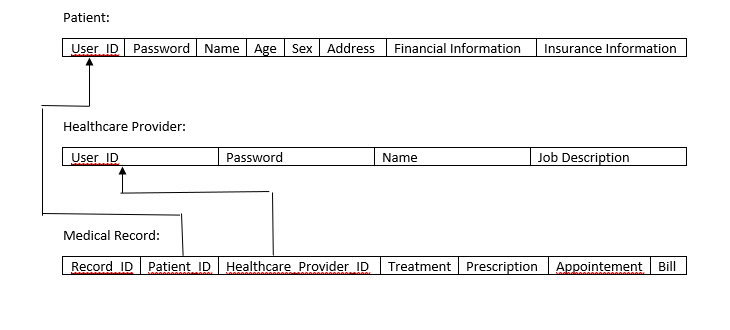 Patient:
User_ID Password Name Age Sex Address Financial Information Insurance Information
Healthcare Provider:
User_ID Password Name Job Description
Medical Record:
Record_ID Patient_ID Healthcare_Provider_ID Treatment Prescription Appointement Bill